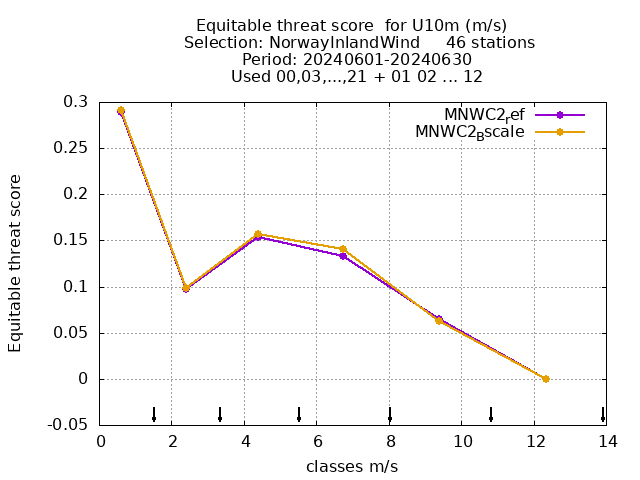 Equitable threat score for U10m (m/s)
Selection: NorwayInlandWind 46 stations
Period: 20240601-20240630
Used 00,03,...,21 + 01 02 ... 12
MNWC2ref
MNWC2Bscale
0.3
0.25
0.2
0.15
0.1
0.05
0
-0.05
Equitable threat score
0 2 4 6 8 10 12 14
classes m/s